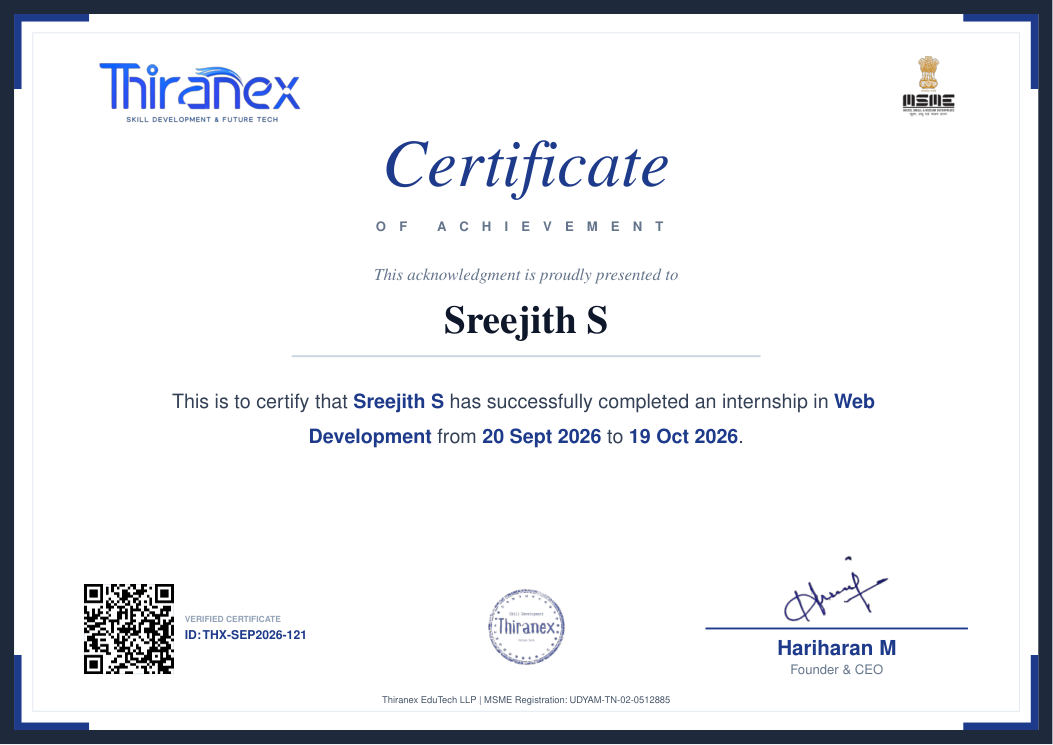 Thiranex
SKILL DEVELOPMENT & FUTURE TECH
MSME
Certificate
OF ACHIEVEMENT
This acknowledgment is proudly presented to
Sreejith S
This is to certify that Sreejith S has successfully completed an internship in Web
Development from 20 Sept 2026 to 19 Oct 2026.
VERIFIED CERTIFICATE
ID: THX-SEP2026-121
Skill Development
Thiranex
Hariharan M
Founder & CEO
Thiranex EduTech LLP | MSME Registration: UDYAM-TN-02-0512885